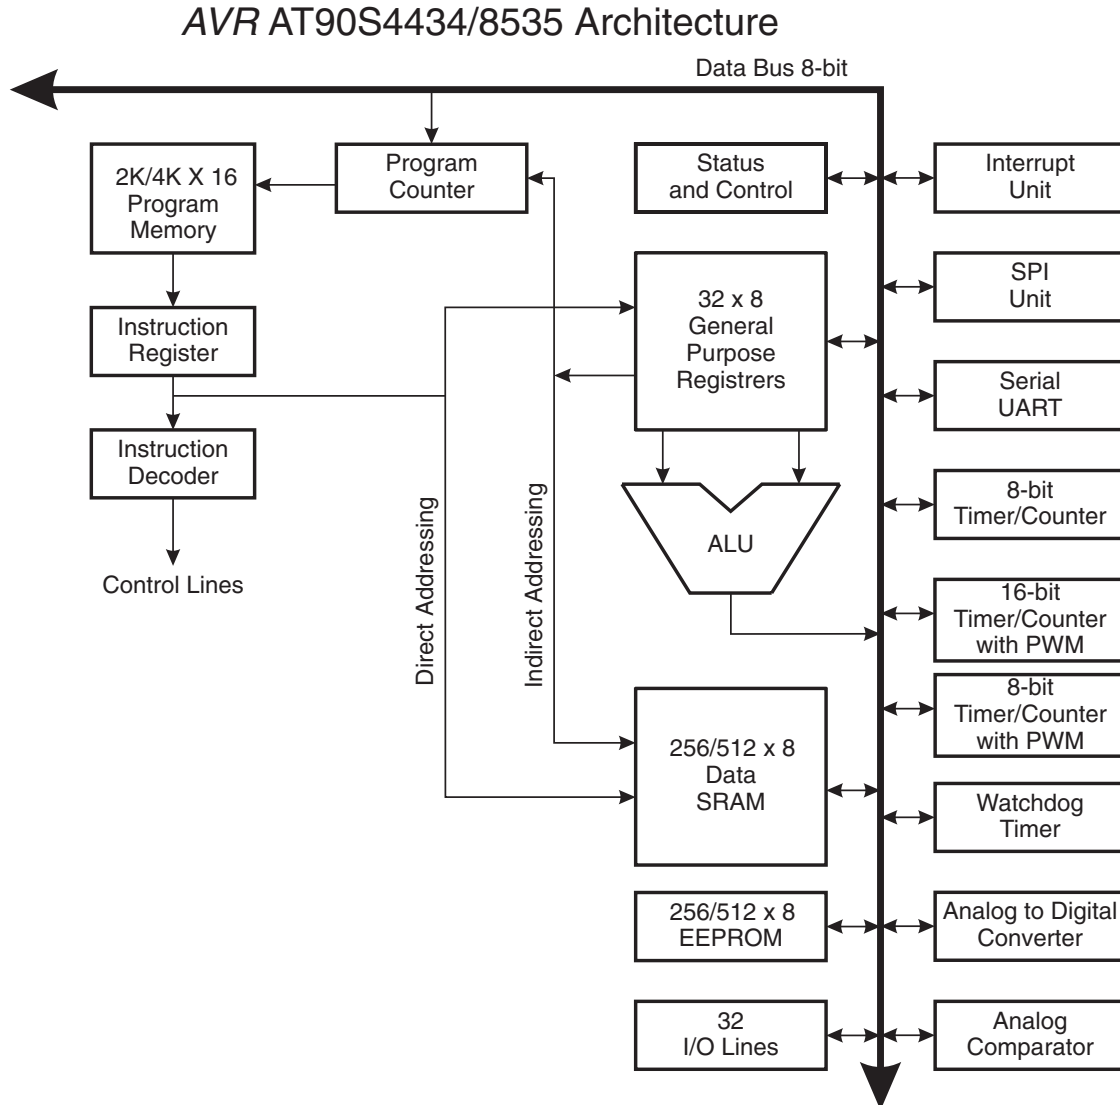 AVR AT90S4434/8535 Architecture
Data Bus 8-bit
2K/4K X 16
Program
Memory
Program
Counter
Status
and Control
Interrupt
Unit
32 x 8
General
Purpose
Registrers
SPI
Unit
Instruction
Register
Serial
UART
Instruction
Decoder
8-bit
Timer/Counter
ALU
Control Lines
Direct Addressing
Indirect Addressing
16-bit
Timer/Counter
with PWM
8-bit
Timer/Counter
with PWM
256/512 x 8
Data
SRAM
Watchdog
Timer
256/512 x 8
EEPROM
Analog to Digital
Converter
32
I/O Lines
Analog
Comparator